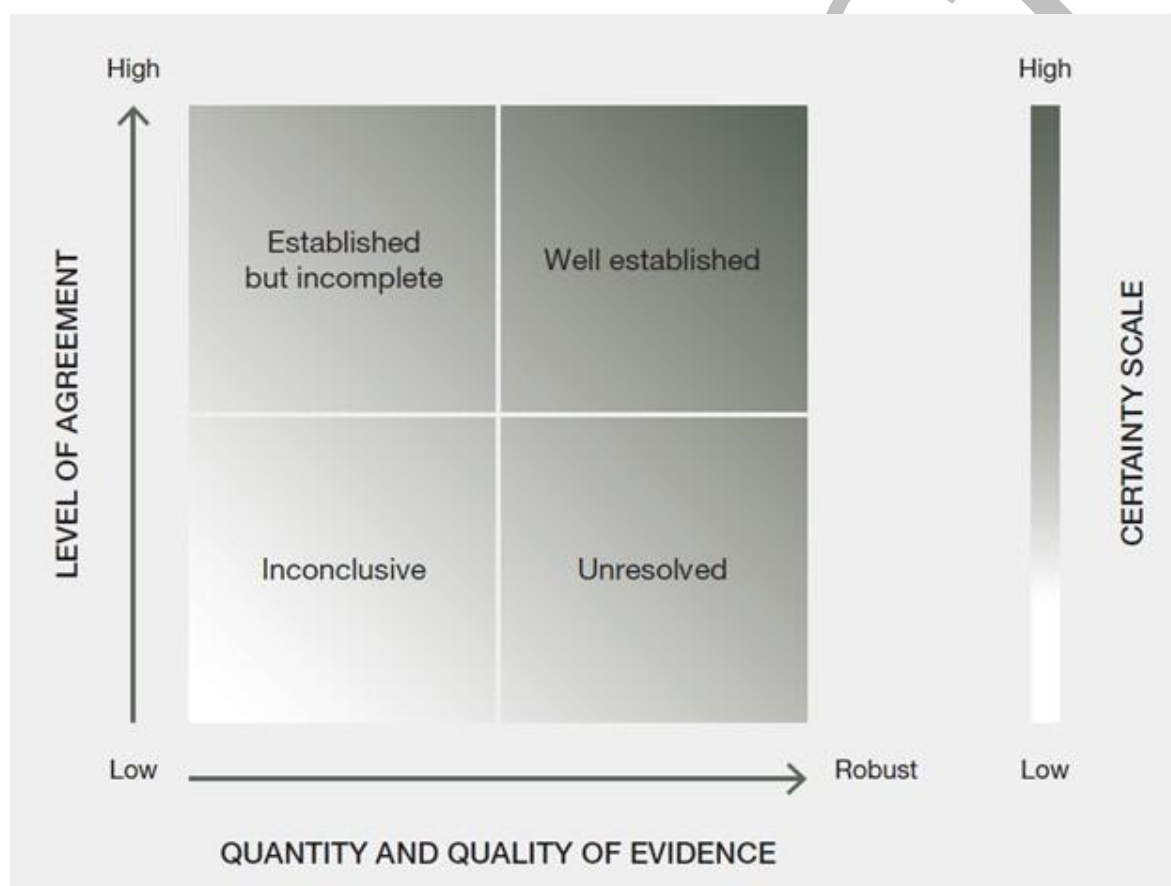 High
High
LEVEL OF AGREEMENT
Established
but incomplete
Well established
CERTAINTY SCALE
Inconclusive
Unresolved
Low
Robust
Low
QUANTITY AND QUALITY OF EVIDENCE